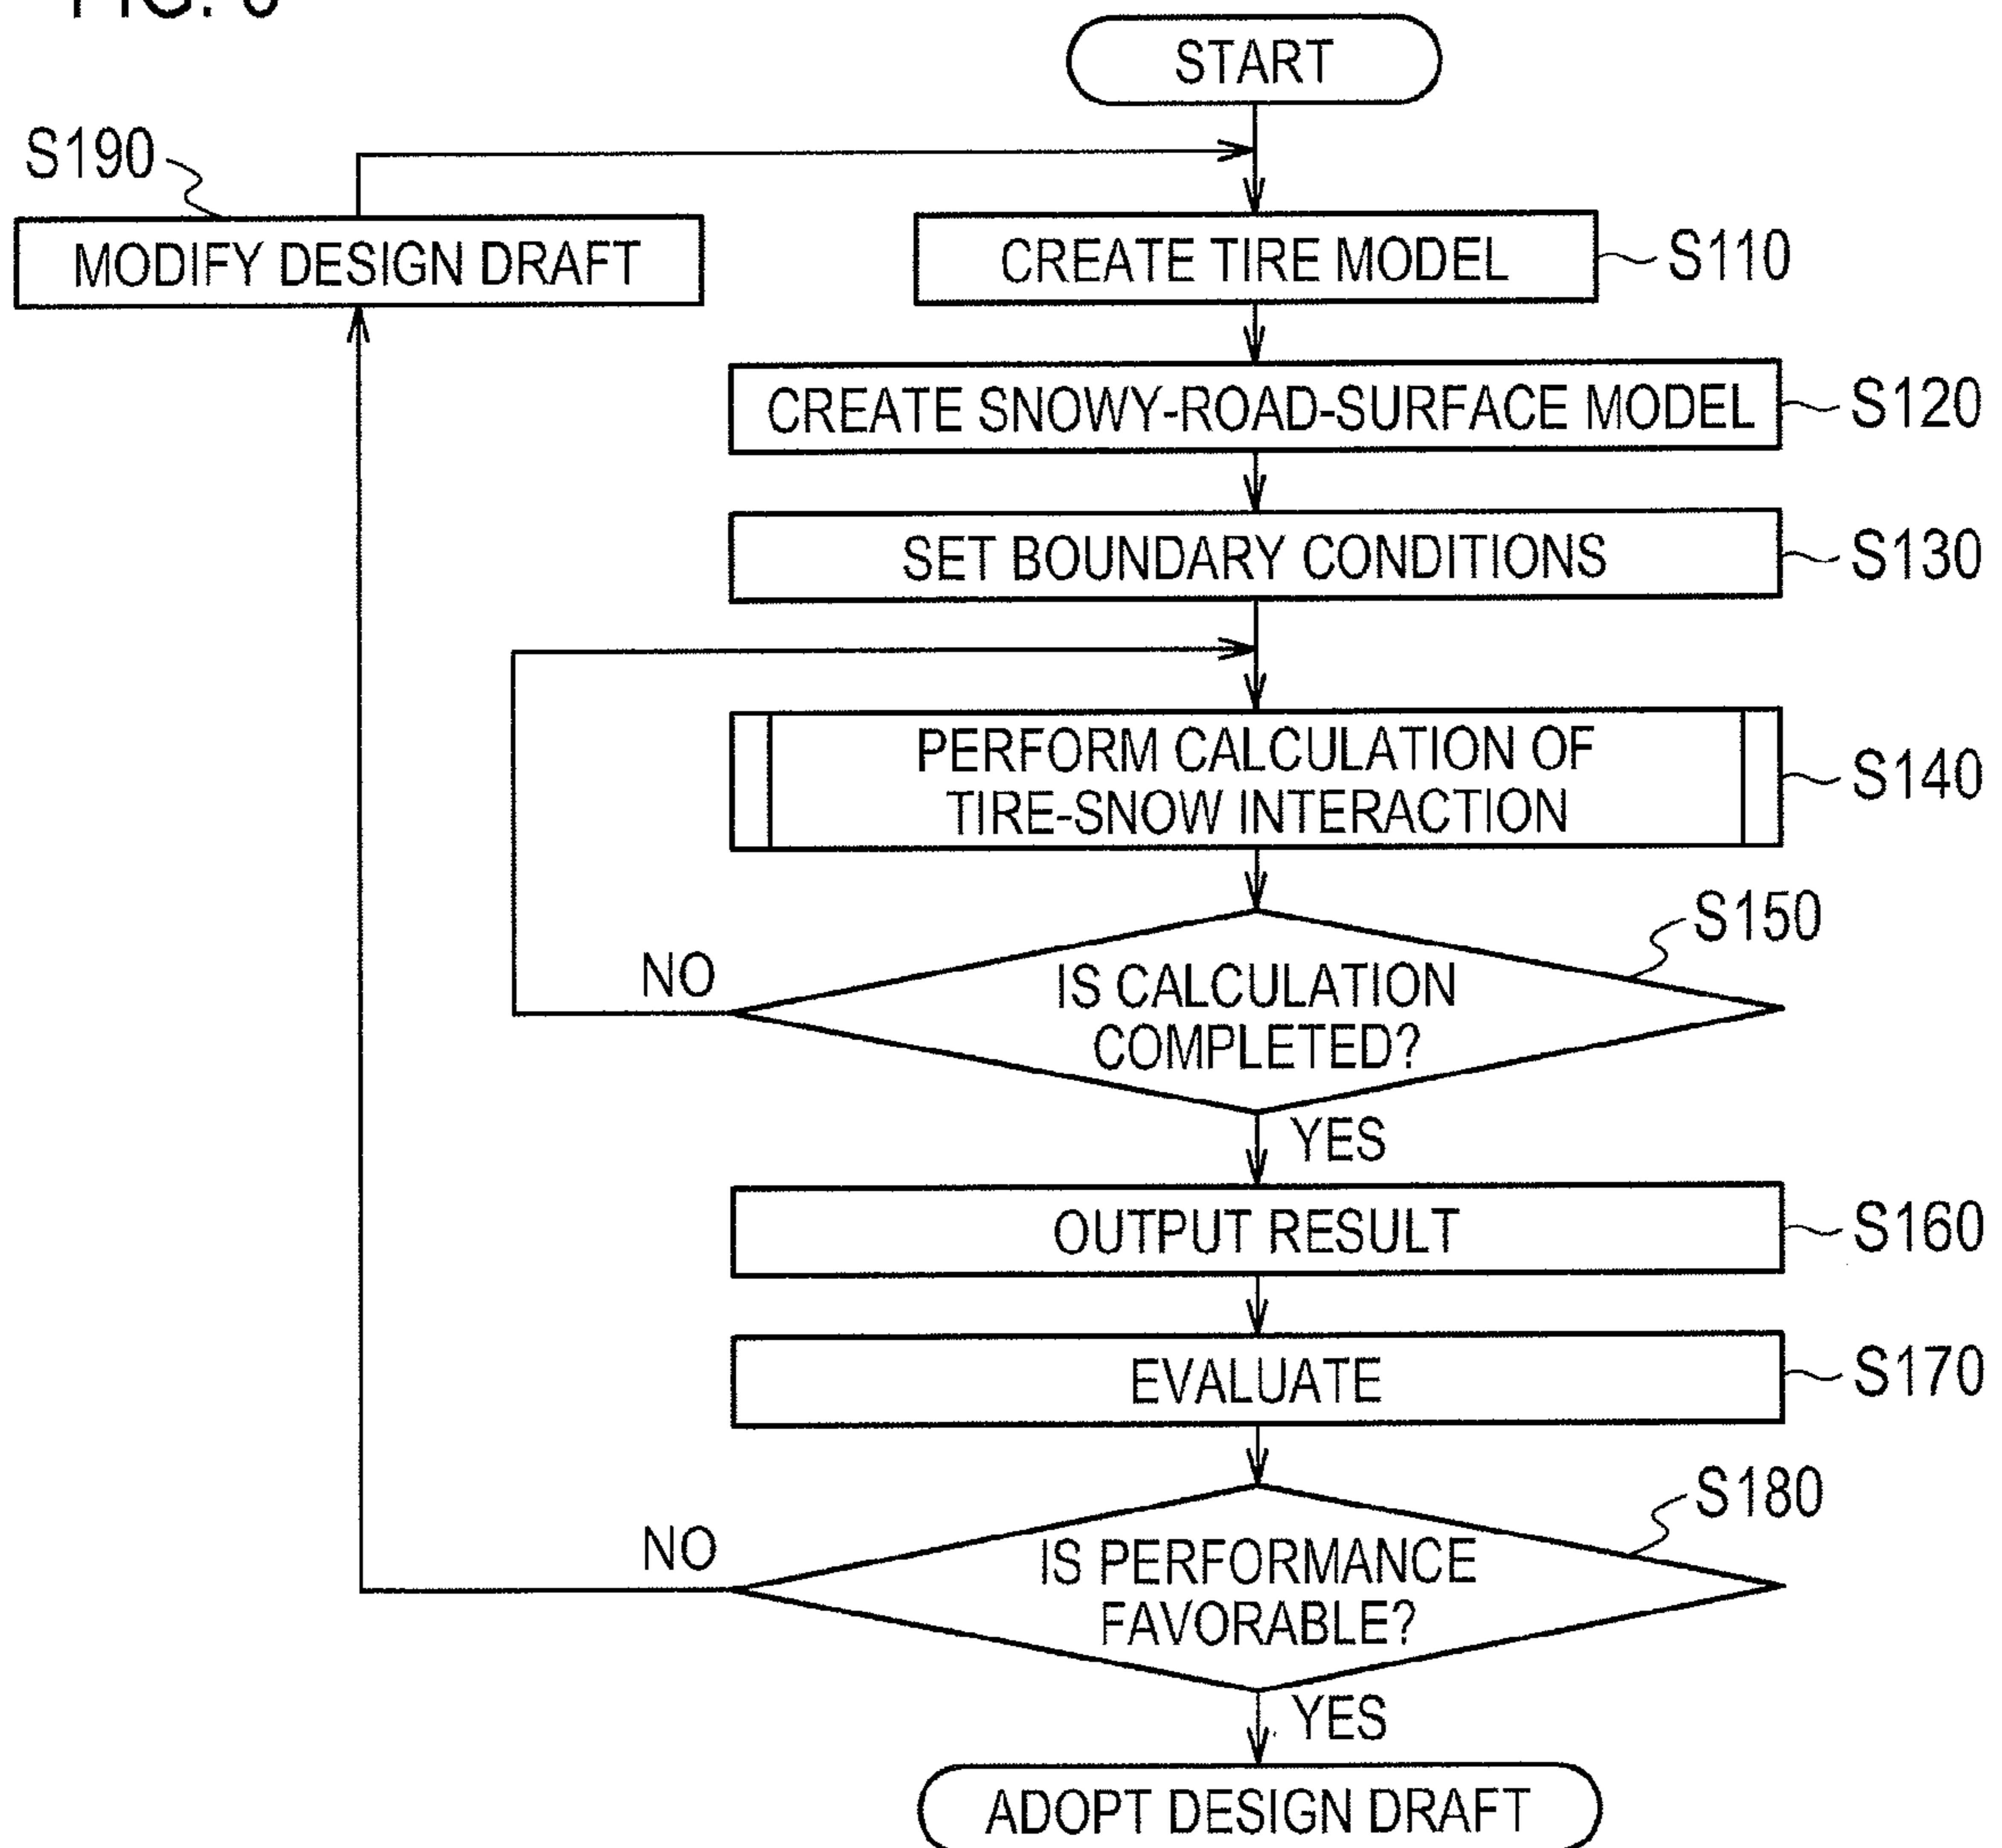 START
S190
MODIFY DESIGN DRAFT
CREATE TIRE MODEL
S110
CREATE SNOWY-ROAD-SURFACE MODEL
S120
SET BOUNDARY CONDITIONS
S130
PERFORM CALCULATION OF
TIRE-SNOW INTERACTION
S140
S150
NO
IS CALCULATION
COMPLETED?
YES
OUTPUT RESULT
S160
EVALUATE
S170
S180
NO
IS PERFORMANCE
FAVORABLE?
YES
ADOPT DESIGN DRAFT